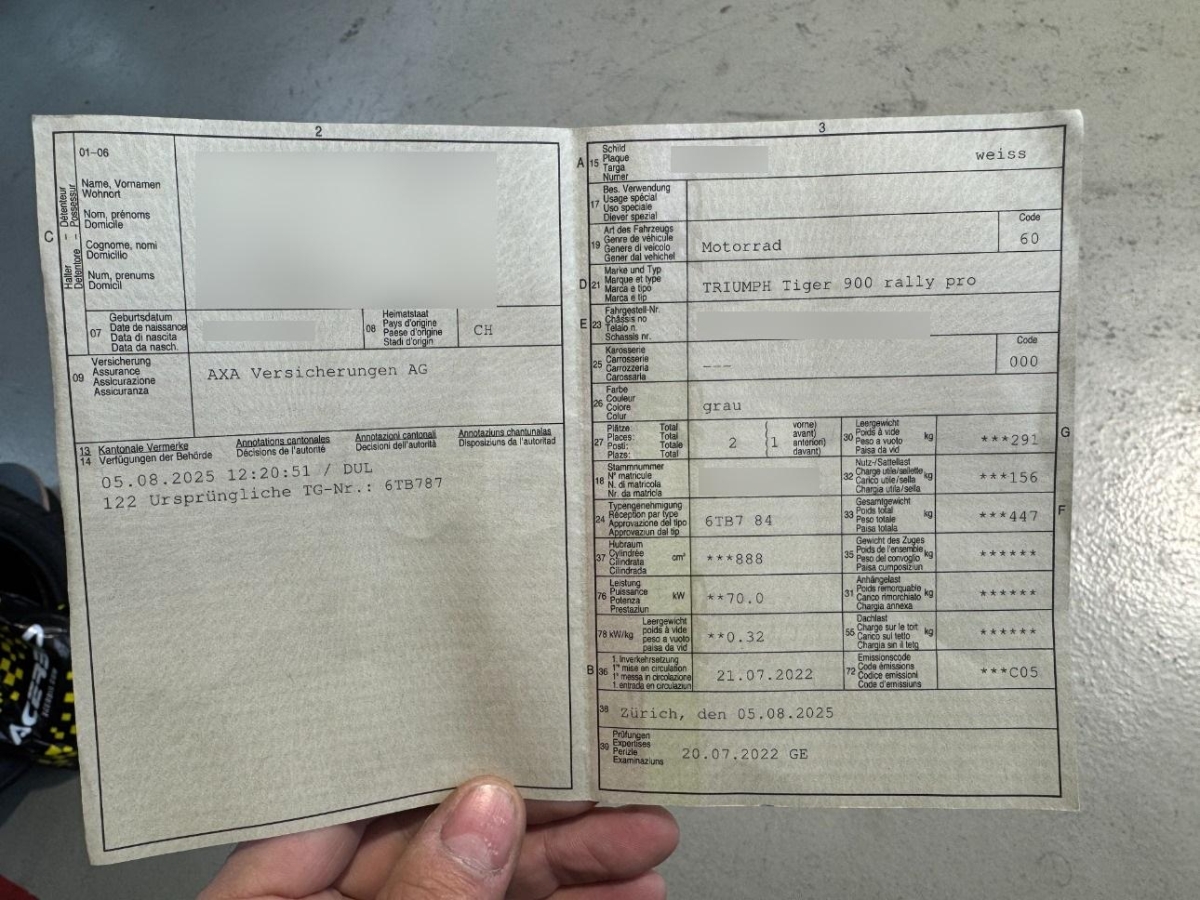 2
01-06
C
Halter – Détenteur
Detentore – Possessur
Name, Vornamen
Wohnort
Nom, prénoms
Domicile
Cognome, nomi
Domicilio
Num, prenums
Domicil
07
Geburtsdatum
Date de naissance
Data di nascita
Data da nasch.
08
Heimatstaat
Pays d'origine
Paese d'origine
Stadi d'origin
CH
09
Versicherung
Assurance
Assicurazione
Assicuranza
AXA Versicherungen AG
13 Kantonale Vermerke
14 Verfügungen der Behörde
Annotations cantonales
Décisions de l'autorité
Annotazioni cantonali
Decisioni dell'autorità
Annotaziuns chantunalas
Disposiziuns da l'autoritad
05.08.2025 12:20:51 / DUL
122 Ursprüngliche TG-Nr.: 6TB787
3
A 15
Schild
Plaque
Targa
Numer
weiss
17
Bes. Verwendung
Usage spécial
Uso speciale
Diever spezial
19
Art des Fahrzeugs
Genre de véhicule
Genere di veicolo
Gener dal vehichel
Motorrad
Code
60
D 21
Marke und Typ
Marque et type
Marca e tipo
Marca e tip
TRIUMPH Tiger 900 rally pro
E 23
Fahrgestell-Nr.
Châssis no
Telaio n.
Schassis nr.
25
Karosserie
Carrosserie
Carrozzeria
Carossaria
---
Code
000
26
Farbe
Couleur
Colore
Colur
grau
27
Plätze: Total
Places: Total
Posti: Totale
Plazs: Total
2
1
vorne)
avant)
anteriori)
davant)
30
Leergewicht
Poids à vide
Peso a vuoto
Paisa da vid
kg
***291
G
18
Stammnummer
N° matricule
N. di matricola
Nr. da matricla
32
Nutz-/Sattellast
Charge utile/sellette
Carico utile/sella
Chargia utila/sella
kg
***156
24
Typengenehmigung
Réception par type
Approvazione del tipo
Approvaziun dal tip
6TB7 84
33
Gesamtgewicht
Poids total
Peso totale
Paisa totala
kg
***447
F
37
Hubraum
Cylindrée
Cilindrata
Cilindrada
cm³
***888
35
Gewicht des Zuges
Poids de l'ensemble
Peso del convoglio
Paisa cumposiziun
kg
******
76
Leistung
Puissance
Potenza
Prestaziun
kW
**70.0
31
Anhängelast
Poids remorquable
Carico rimorchiato
Chargia annexa
kg
******
78 kW/kg
Leergewicht
poids à vide
peso a vuoto
paisa da vid
**0.32
55
Dachlast
Charge sur le toit
Carico sul tetto
Chargia sin il tetg
kg
******
B 36
1. Inverkehrsetzung
1re mise en circulation
1a messa in circolazione
1. entrada en circulaziun
21.07.2022
72
Emissionscode
Code émissions
Codice emissioni
Code d'emissiuns
***C05
38
Zürich, den 05.08.2025
39
Prüfungen
Expertises
Perizie
Examinaziuns
20.07.2022 GE